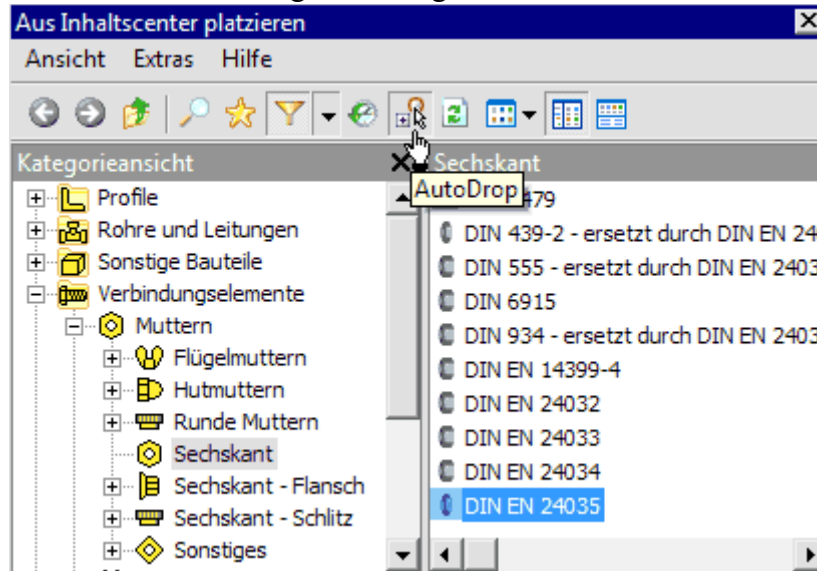 Aus Inhaltscenter platzieren
Ansicht Extras Hilfe
Kategorieansicht
Profile
Rohre und Leitungen
Sonstige Bauteile
Verbindungselemente
Muttern
Flügelmuttern
Hutmuttern
Runde Muttern
Sechskant
Sechskant - Flansch
Sechskant - Schlitz
Sonstiges
Sechskant
AutoDrop
479
DIN 439-2 - ersetzt durch DIN EN 24
DIN 555 - ersetzt durch DIN EN 2403
DIN 6915
DIN 934 - ersetzt durch DIN EN 2403
DIN EN 14399-4
DIN EN 24032
DIN EN 24033
DIN EN 24034
DIN EN 24035